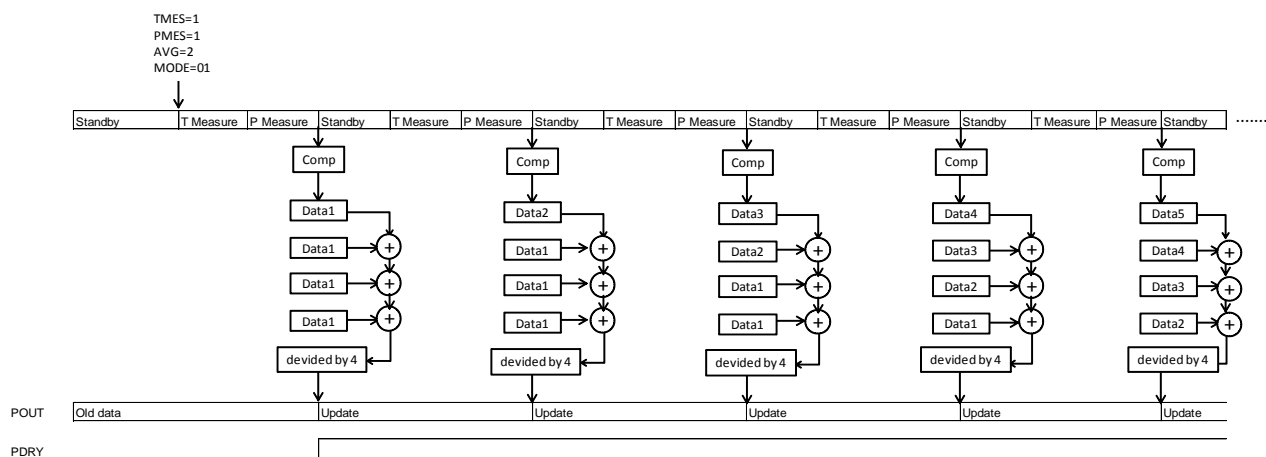 TMES=1
PMES=1
AVG=2
MODE=01
Standby T Measure P Measure Standby T Measure P Measure Standby T Measure P Measure Standby T Measure P Measure Standby T Measure P Measure Standby ........
Comp Comp Comp Comp Comp
Data1 Data2 Data3 Data4 Data5
Data1 + Data1 + Data2 + Data3 + Data4 +
Data1 + Data1 + Data1 + Data2 + Data3 +
Data1 + Data1 + Data1 + Data1 + Data2 +
devided by 4 devided by 4 devided by 4 devided by 4 devided by 4
POUT Old data Update Update Update Update Update
PDRY